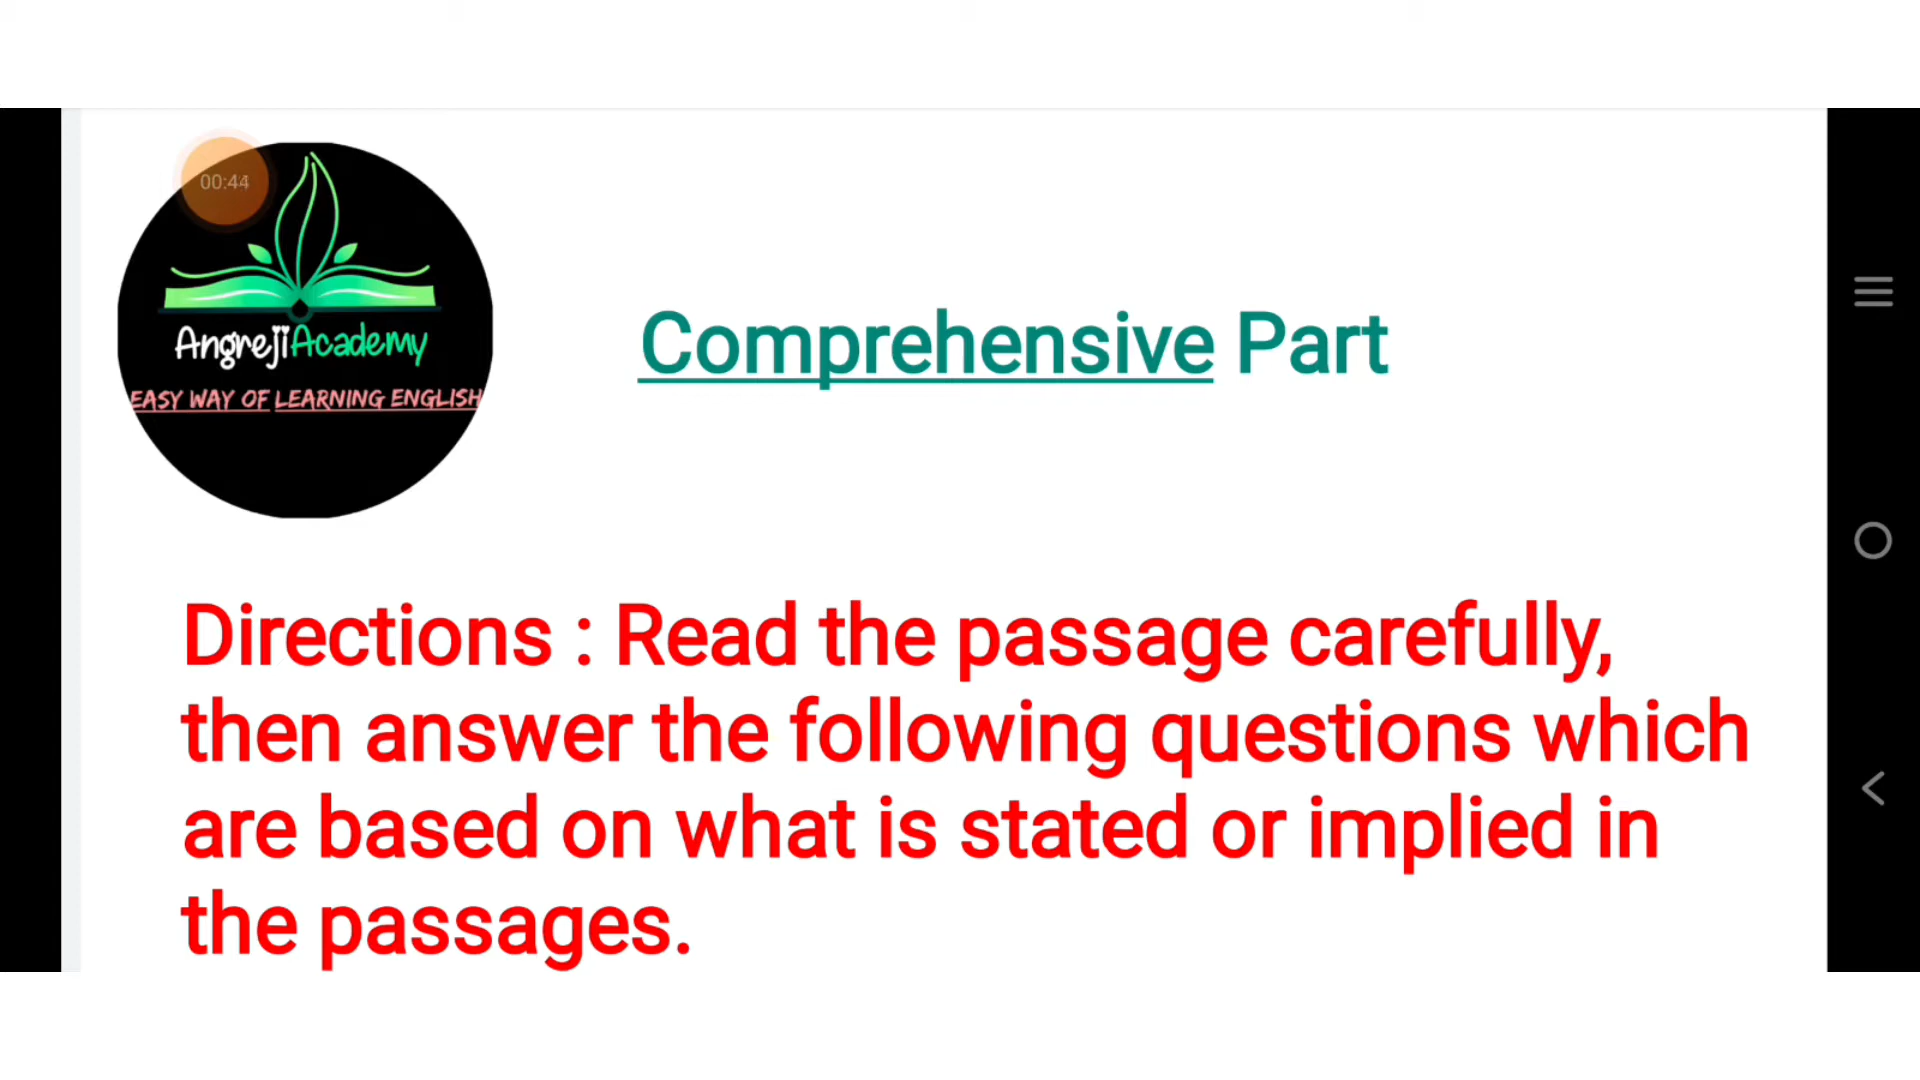 00:44
AngrejiAcademy
EASY WAY OF LEARNING ENGLISH
Comprehensive Part
Directions : Read the passage carefully,
then answer the following questions which
are based on what is stated or implied in
the passages.